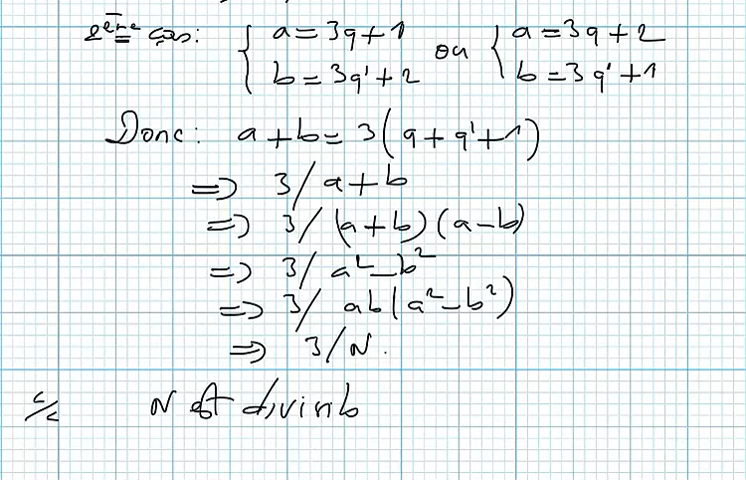 2ème cas: { a=3q+1 ou { a=3q+2
b=3q'+2 b=3q'+1
Donc: a+b=3(q+q'+1)
=> 3/a+b
=> 3/(a+b)(a-b)
=> 3/a²-b²
=> 3/ab(a²-b²)
=> 3/N.
c/c N est divisib